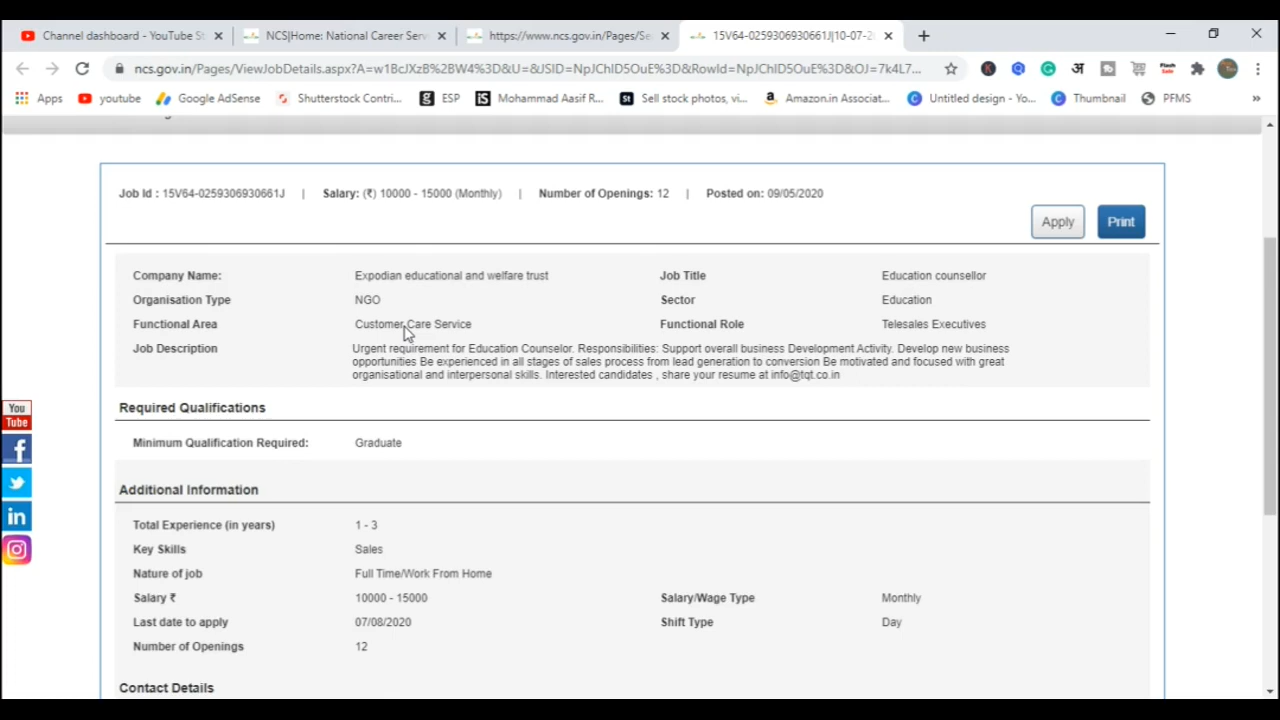 Channel dashboard - YouTube St
NCS|Home: National Career Serv
https://www.ncs.gov.in/Pages/Se
15V64-0259306930661J|10-07-2
ncs.gov.in/Pages/ViewJobDetails.aspx?A=w1BcJXzB%2BW4%3D&U=&JSID=NpJChID5OuE%3D&RowId=NpJChID5OuE%3D&OJ=7k4L7...
Apps
youtube
Google AdSense
Shutterstock Contri...
ESP
Mohammad Aasif R...
Sell stock photos, vi...
Amazon.in Associat...
Untitled design - Yo...
Thumbnail
PFMS
»
Job Id : 15V64-0259306930661J | Salary: (₹) 10000 - 15000 (Monthly) | Number of Openings: 12 | Posted on: 09/05/2020
Apply Print
Company Name: Expodian educational and welfare trust Job Title Education counsellor
Organisation Type NGO Sector Education
Functional Area Customer Care Service Functional Role Telesales Executives
Job Description Urgent requirement for Education Counselor. Responsibilities: Support overall business Development Activity. Develop new business
opportunities Be experienced in all stages of sales process from lead generation to conversion Be motivated and focused with great
organisational and interpersonal skills. Interested candidates , share your resume at info@tqt.co.in
Required Qualifications
Minimum Qualification Required: Graduate
Additional Information
Total Experience (in years) 1 - 3
Key Skills Sales
Nature of job Full Time/Work From Home
Salary ₹ 10000 - 15000 Salary/Wage Type Monthly
Last date to apply 07/08/2020 Shift Type Day
Number of Openings 12
Contact Details
You
Tube
f
in